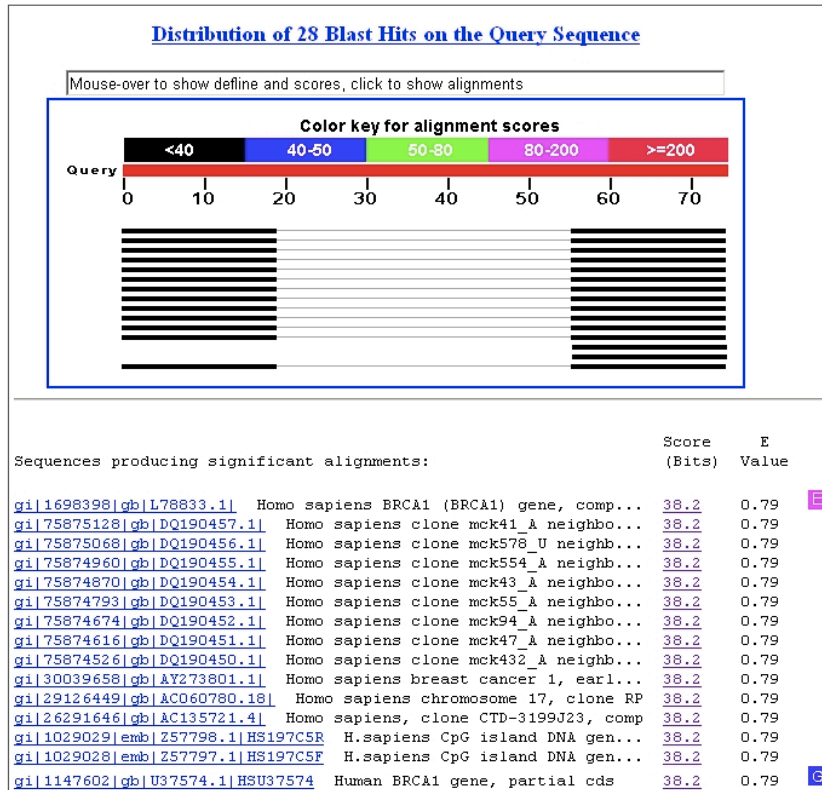 Distribution of 28 Blast Hits on the Query Sequence
Mouse-over to show defline and scores, click to show alignments
Color key for alignment scores
<40 40-50 50-80 80-200 >=200
Query
0 10 20 30 40 50 60 70
Score E
Sequences producing significant alignments: (Bits) Value
gi|1698398|gb|L78833.1| Homo sapiens BRCA1 (BRCA1) gene, comp... 38.2 0.79 E
gi|75875128|gb|DQ190457.1| Homo sapiens clone mck41_A neighbo... 38.2 0.79
gi|75875068|gb|DQ190456.1| Homo sapiens clone mck578_U neighb... 38.2 0.79
gi|75874960|gb|DQ190455.1| Homo sapiens clone mck554_A neighb... 38.2 0.79
gi|75874870|gb|DQ190454.1| Homo sapiens clone mck43_A neighbo... 38.2 0.79
gi|75874793|gb|DQ190453.1| Homo sapiens clone mck55_A neighbo... 38.2 0.79
gi|75874674|gb|DQ190452.1| Homo sapiens clone mck94_A neighbo... 38.2 0.79
gi|75874616|gb|DQ190451.1| Homo sapiens clone mck47_A neighbo... 38.2 0.79
gi|75874526|gb|DQ190450.1| Homo sapiens clone mck432_A neighb... 38.2 0.79
gi|30039658|gb|AY273801.1| Homo sapiens breast cancer 1, earl... 38.2 0.79
gi|29126449|gb|AC060780.18| Homo sapiens chromosome 17, clone RP 38.2 0.79
gi|26291646|gb|AC135721.4| Homo sapiens, clone CTD-3199J23, comp 38.2 0.79
gi|1029029|emb|Z57798.1|HS197C5R H.sapiens CpG island DNA gen... 38.2 0.79
gi|1029028|emb|Z57797.1|HS197C5F H.sapiens CpG island DNA gen... 38.2 0.79
gi|1147602|gb|U37574.1|HSU37574 Human BRCA1 gene, partial cds 38.2 0.79 G